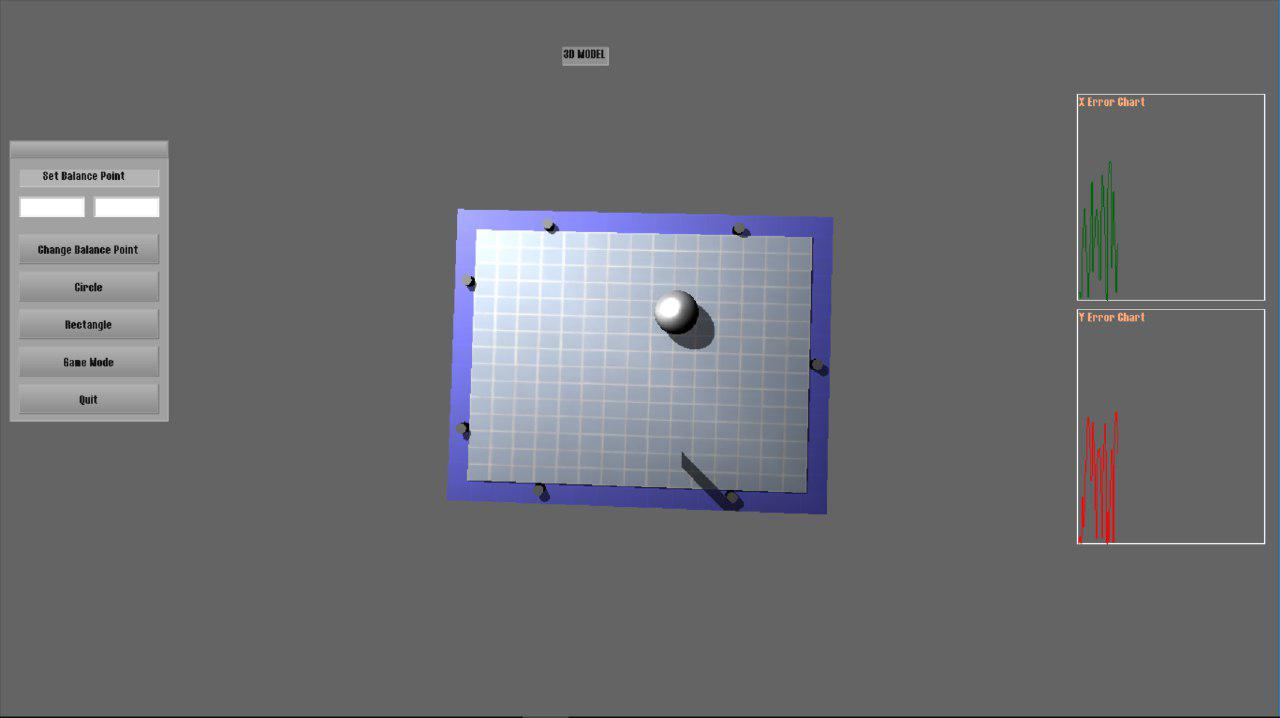 3D MODEL
Set Balance Point
Change Balance Point
Circle
Rectangle
Game Mode
Quit
X Error Chart
Y Error Chart